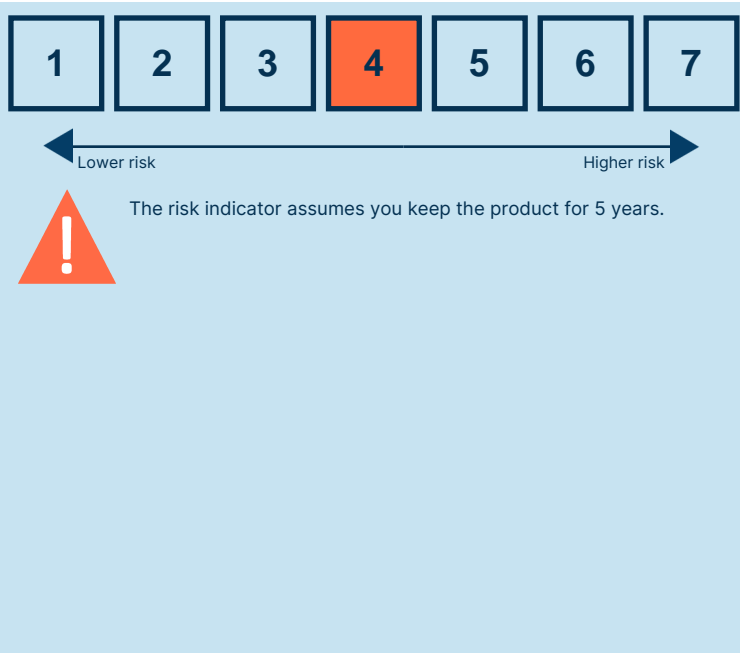 1 2 3 4 5 6 7
Lower risk Higher risk
!
The risk indicator assumes you keep the product for 5 years.